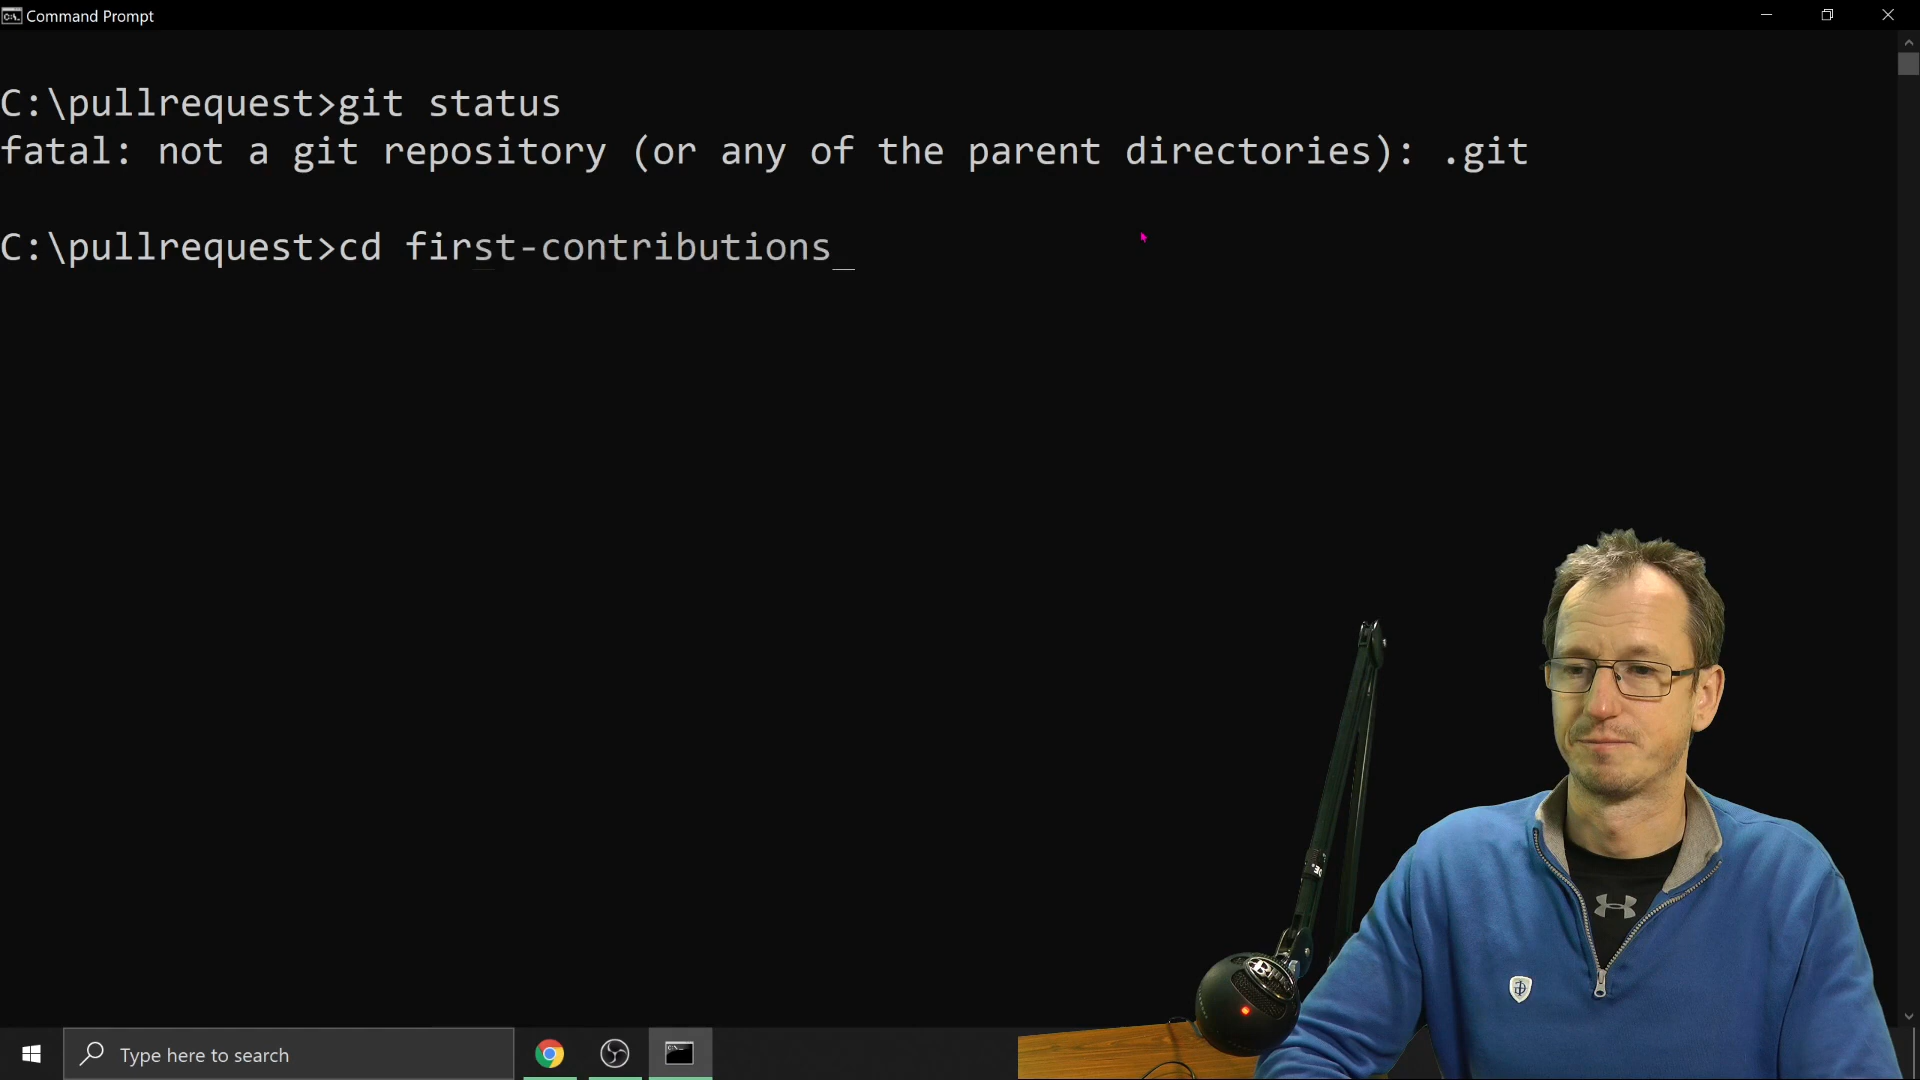 Command Prompt
C:\pullrequest>git status
fatal: not a git repository (or any of the parent directories): .git
C:\pullrequest>cd first-contributions_
Type here to search